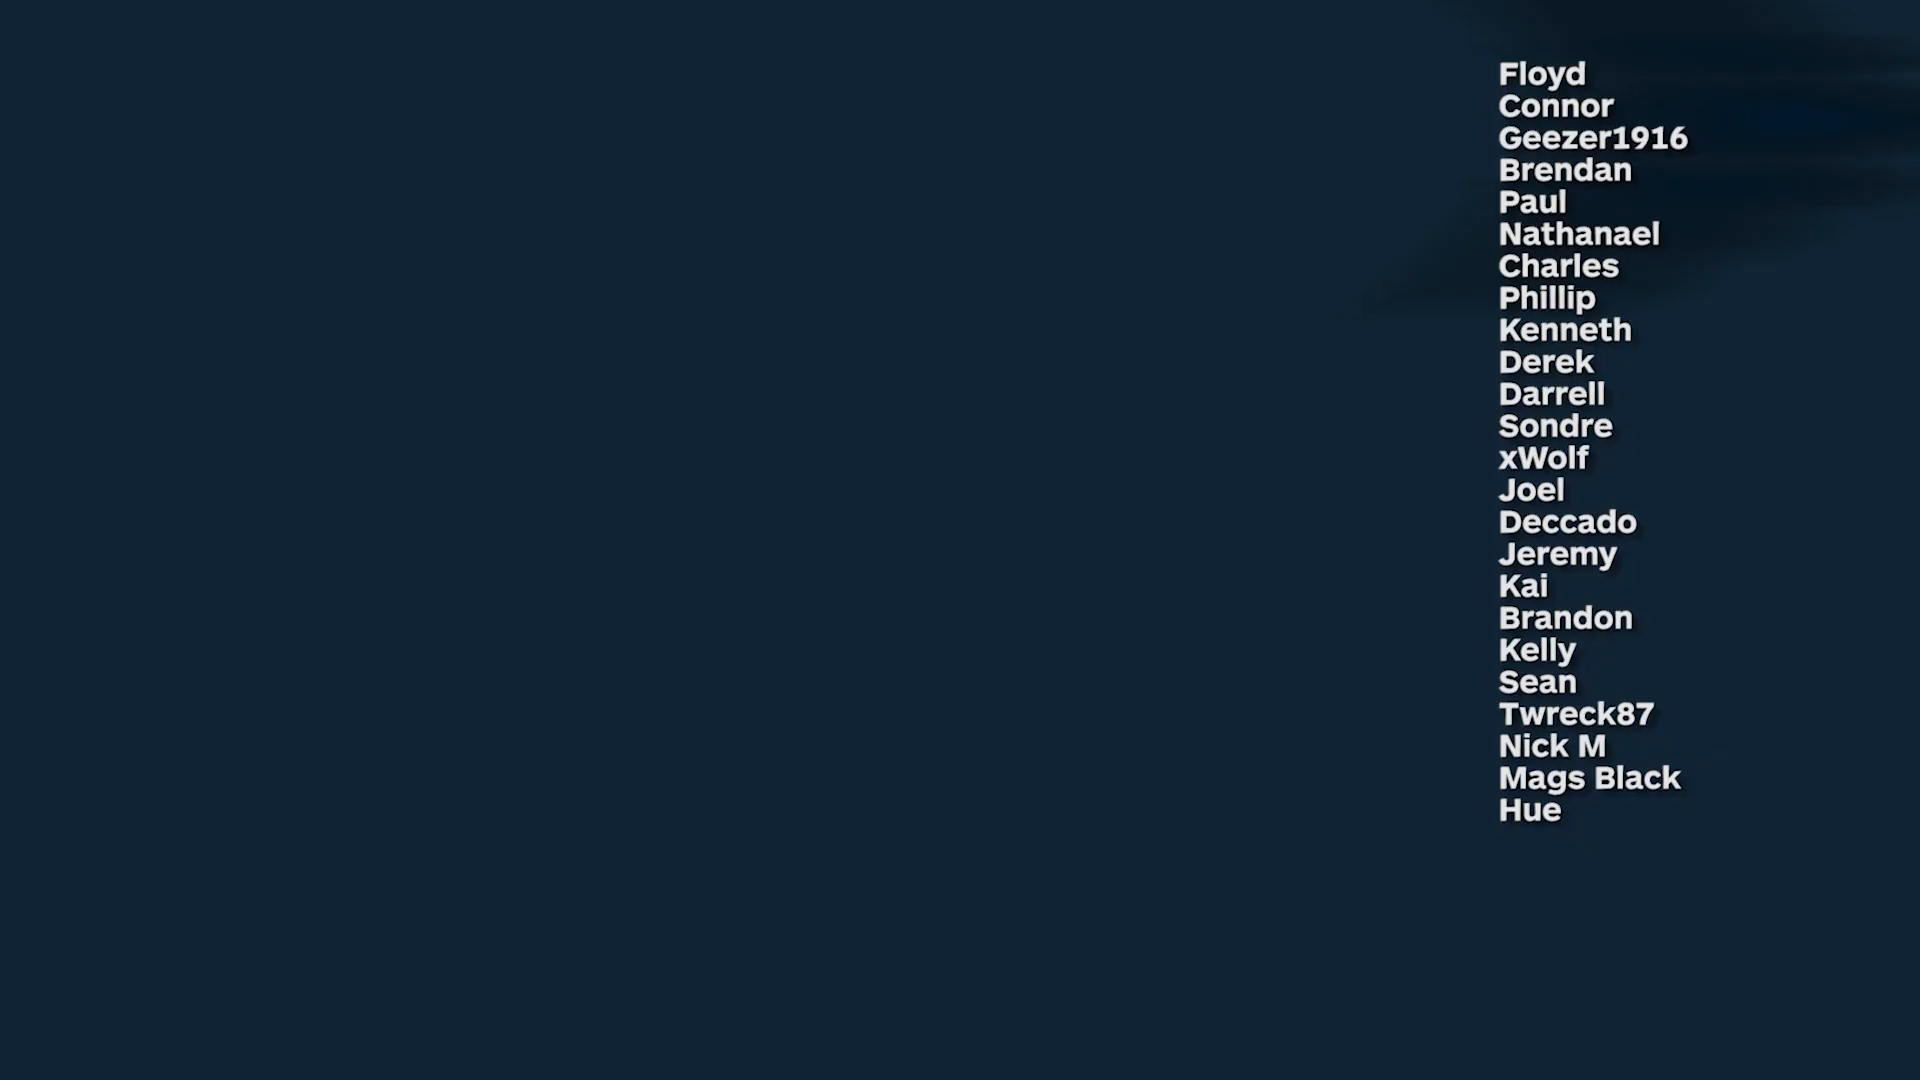 Floyd
Connor
Geezer1916
Brendan
Paul
Nathanael
Charles
Phillip
Kenneth
Derek
Darrell
Sondre
xWolf
Joel
Deccado
Jeremy
Kai
Brandon
Kelly
Sean
Twreck87
Nick M
Mags Black
Hue